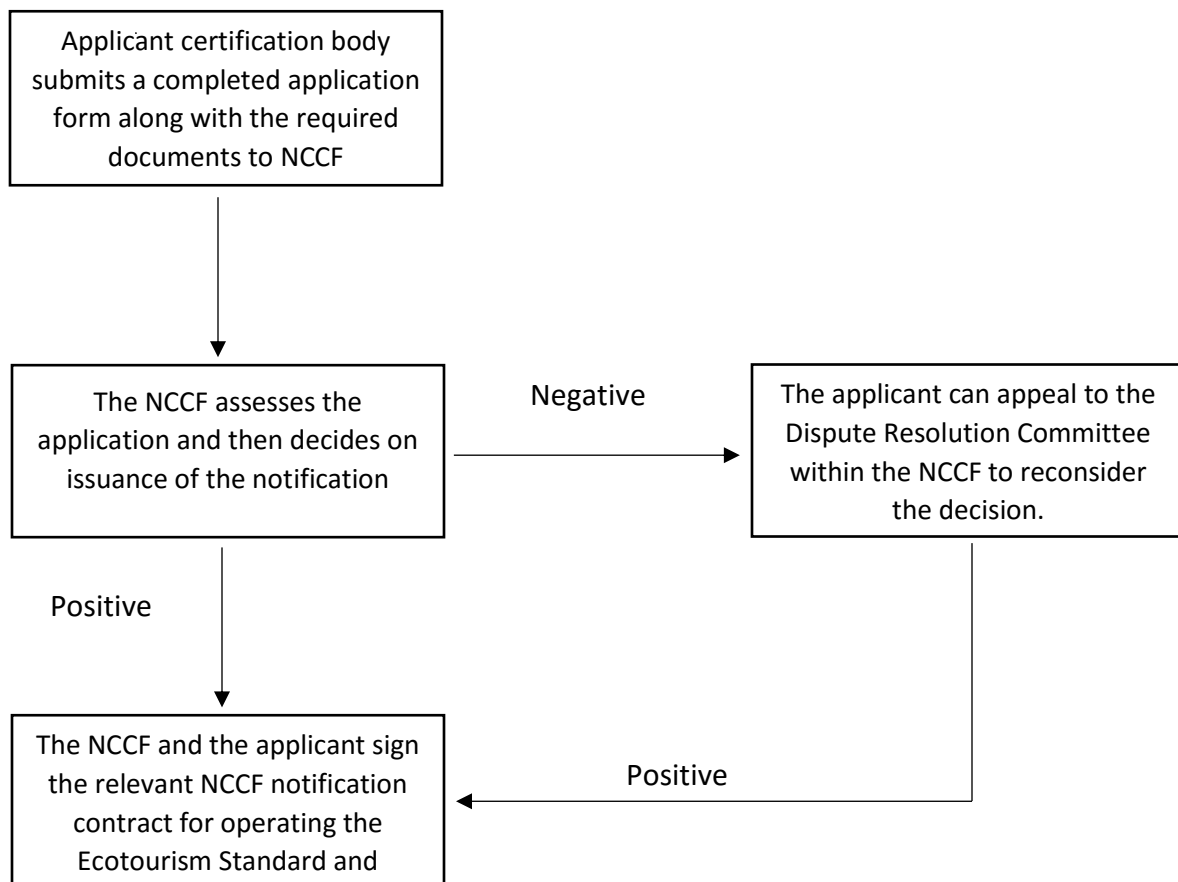 Applicant certification body
submits a completed application
form along with the required
documents to NCCF
The NCCF assesses the
application and then decides on
issuance of the notification
Negative
The applicant can appeal to the
Dispute Resolution Committee
within the NCCF to reconsider
the decision.
Positive
The NCCF and the applicant sign
the relevant NCCF notification
contract for operating the
Ecotourism Standard and
Positive